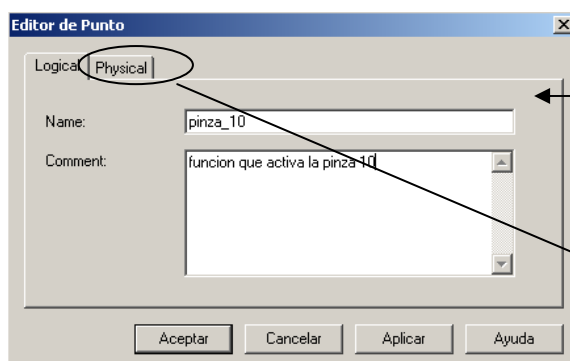 Editor de Punto
Logical Physical
Name: pinza_10
Comment: funcion que activa la pinza 10
Aceptar Cancelar Aplicar Ayuda